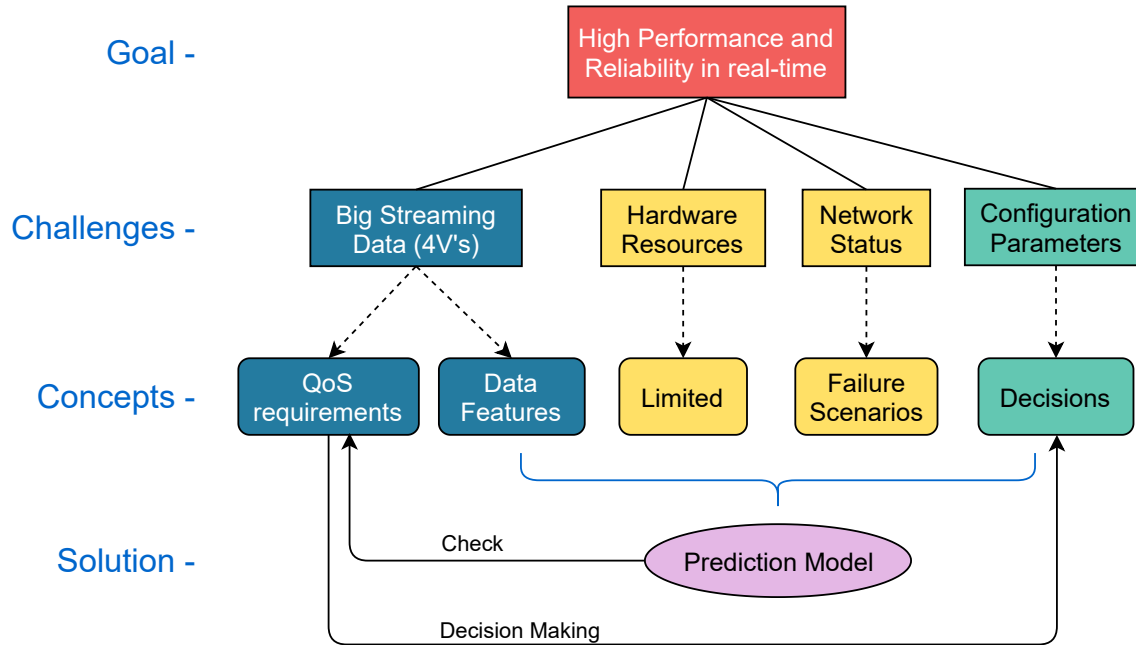 Goal -
High Performance and
Reliability in real-time
Challenges -
Big Streaming
Data (4V's)
Hardware
Resources
Network
Status
Configuration
Parameters
Concepts -
QoS
requirements
Data
Features
Limited
Failure
Scenarios
Decisions
Solution -
Check
Prediction Model
Decision Making